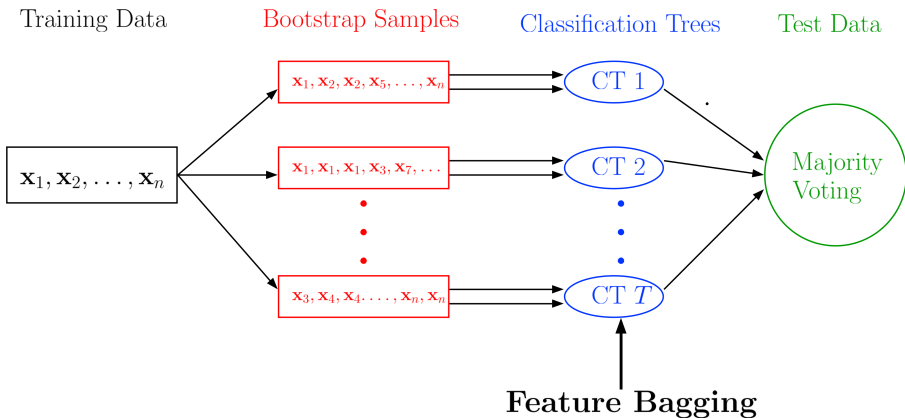 Training Data
Bootstrap Samples
Classification Trees
Test Data
x₁, x₂, x₂, x₅, . . . , xₙ
CT 1
x₁, x₂, . . . , xₙ
x₁, x₁, x₁, x₃, x₇, . . .
CT 2
Majority
Voting
x₃, x₄, x₄. . . . , xₙ, xₙ
CT T
Feature Bagging